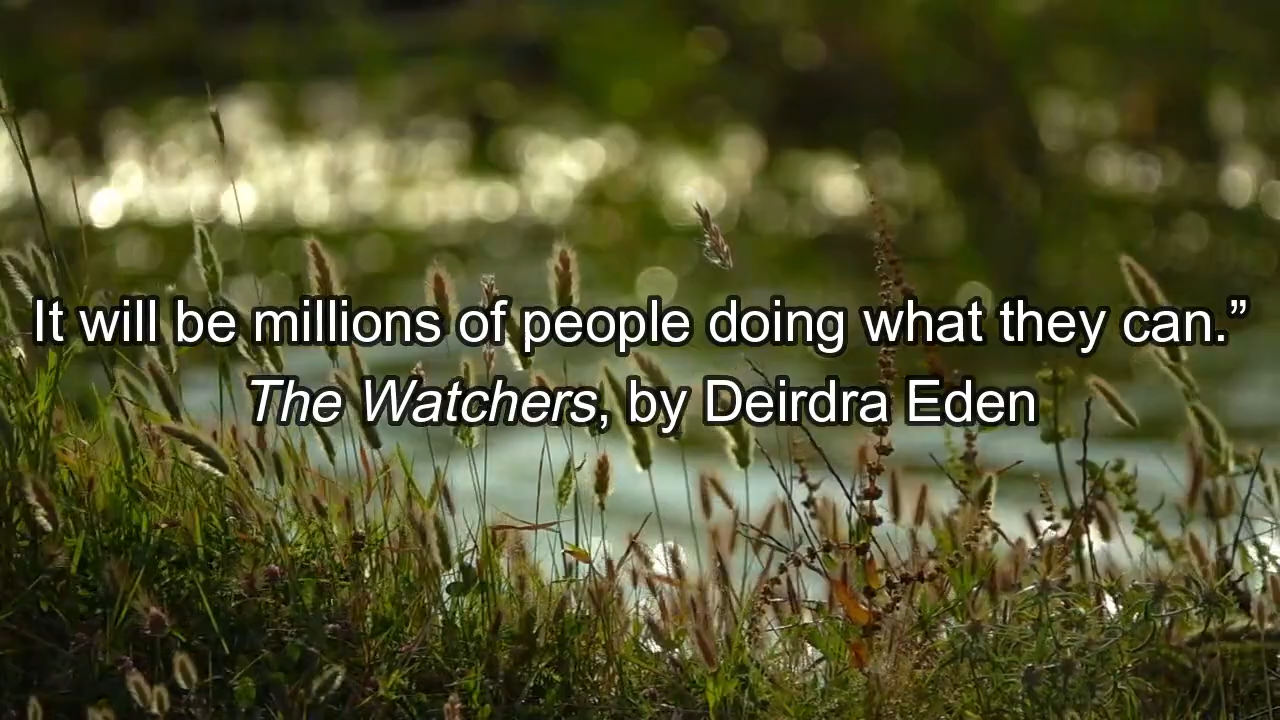 It will be millions of people doing what they can.”
The Watchers, by Deirdra Eden